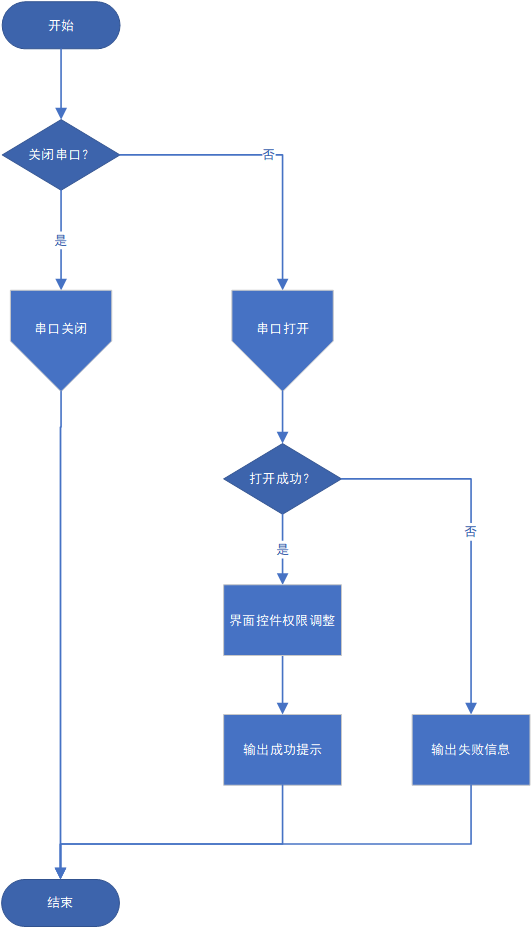 开始
关闭串口?
否
是
串口关闭
串口打开
打开成功?
否
是
界面控件权限调整
输出成功提示
输出失败信息
结束